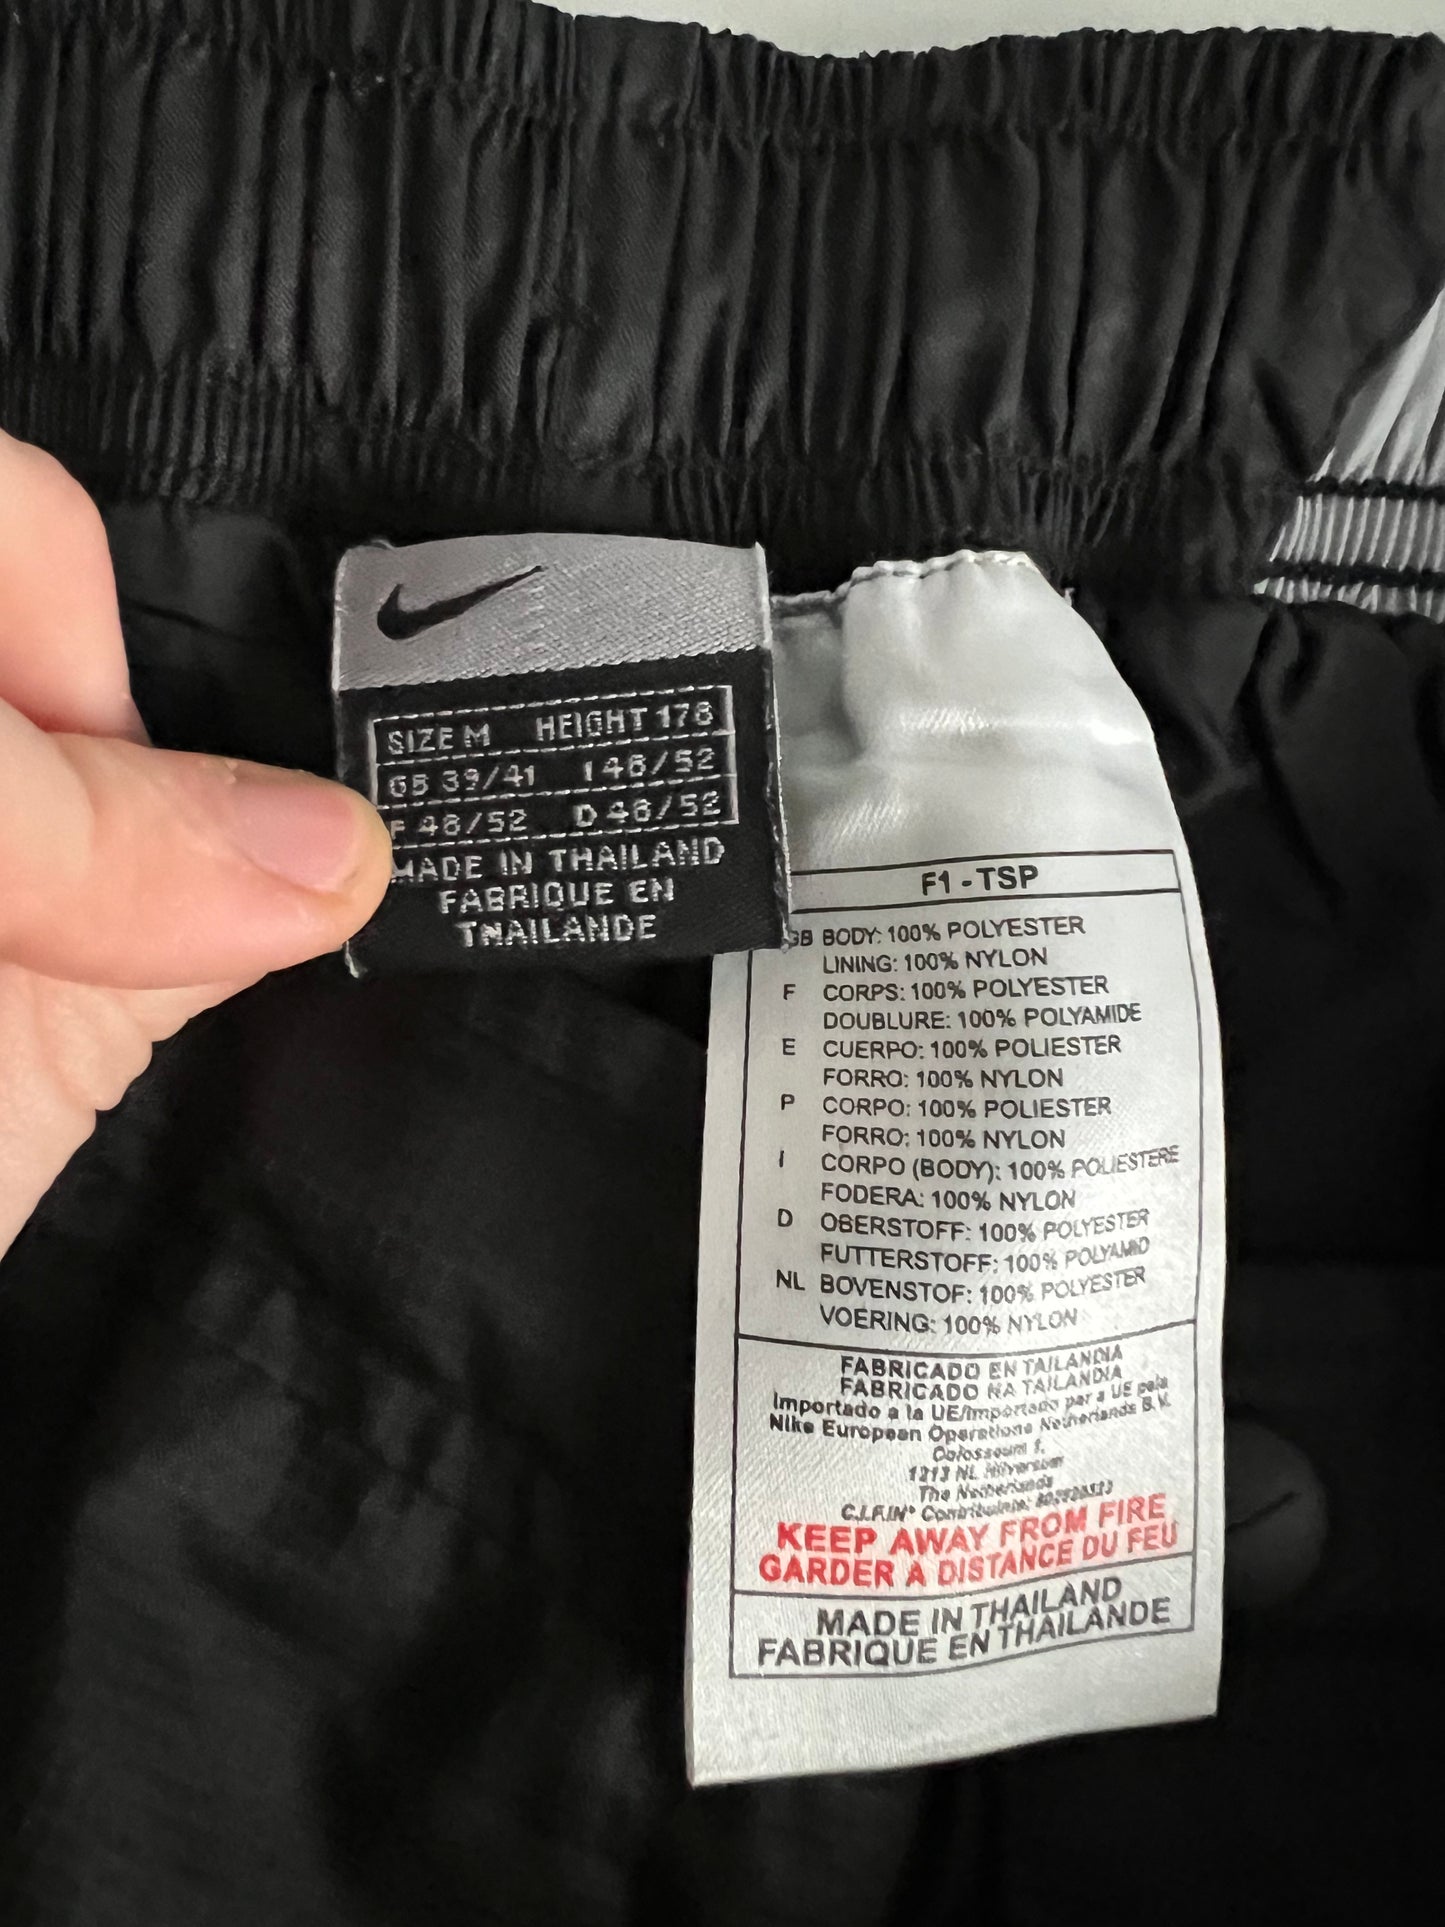 SIZE M HEIGHT 178
GB 39/41 I 48/52
F 48/52 D 48/52
MADE IN THAILAND
FABRIQUE EN
THAILANDE
F1 - TSP
GB BODY: 100% POLYESTER
LINING: 100% NYLON
F CORPS: 100% POLYESTER
DOUBLURE: 100% POLYAMIDE
E CUERPO: 100% POLIESTER
FORRO: 100% NYLON
P CORPO: 100% POLIESTER
FORRO: 100% NYLON
I CORPO (BODY): 100% POLIESTERE
FODERA: 100% NYLON
D OBERSTOFF: 100% POLYESTER
FUTTERSTOFF: 100% POLYAMID
NL BOVENSTOF: 100% POLYESTER
VOERING: 100% NYLON
FABRICADO EN TAILANDIA
FABRICADO NA TAILANDIA
Importado a la UE/Importado par a UE pela
Nike European Operations Netherlands B.V.
Colosseum 1,
1213 NL Hilversum
The Netherlands
KEEP AWAY FROM FIRE
GARDER A DISTANCE DU FEU
MADE IN THAILAND
FABRIQUE EN THAILANDE